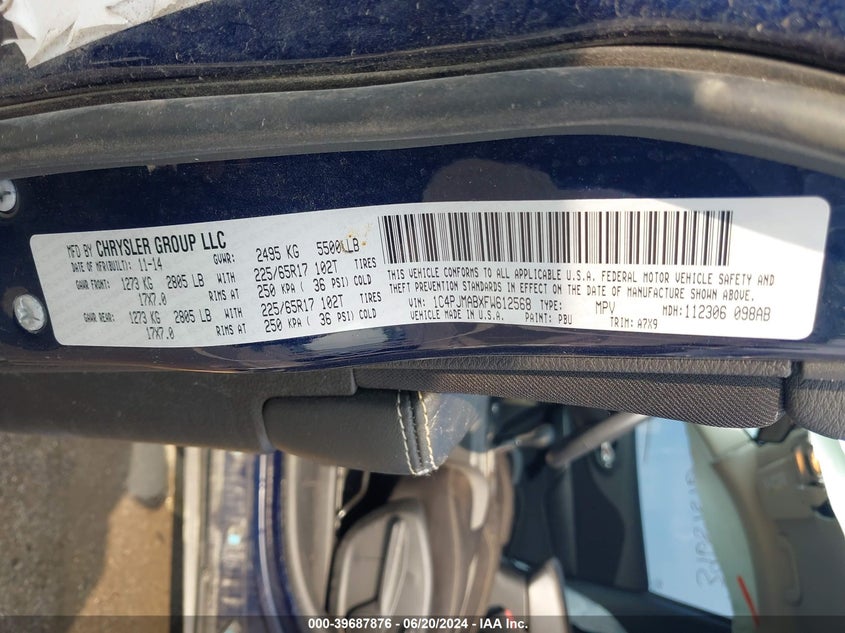 MFD BY CHRYSLER GROUP LLC
DATE OF MFR(BUILT): 11-14 GVWR: 2495 KG 5500 LB
GAWR FRONT: 1273 KG 2805 LB WITH 225/65R17 102T TIRES
17X7.0 RIMS AT 250 KPA ( 36 PSI) COLD
GAWR REAR: 1273 KG 2805 LB WITH 225/65R17 102T TIRES
17X7.0 RIMS AT 250 KPA ( 36 PSI) COLD
THIS VEHICLE CONFORMS TO ALL APPLICABLE U.S.A. FEDERAL MOTOR VEHICLE SAFETY AND
THEFT PREVENTION STANDARDS IN EFFECT ON THE DATE OF MANUFACTURE SHOWN ABOVE.
VIN: 1C4PJMABXFW612568 TYPE: MPV MDH: 112306 098AB
VEHICLE MADE IN U.S.A. PAINT: PBU TRIM: A7X9
000-39687876 - 06/20/2024 - IAA Inc.